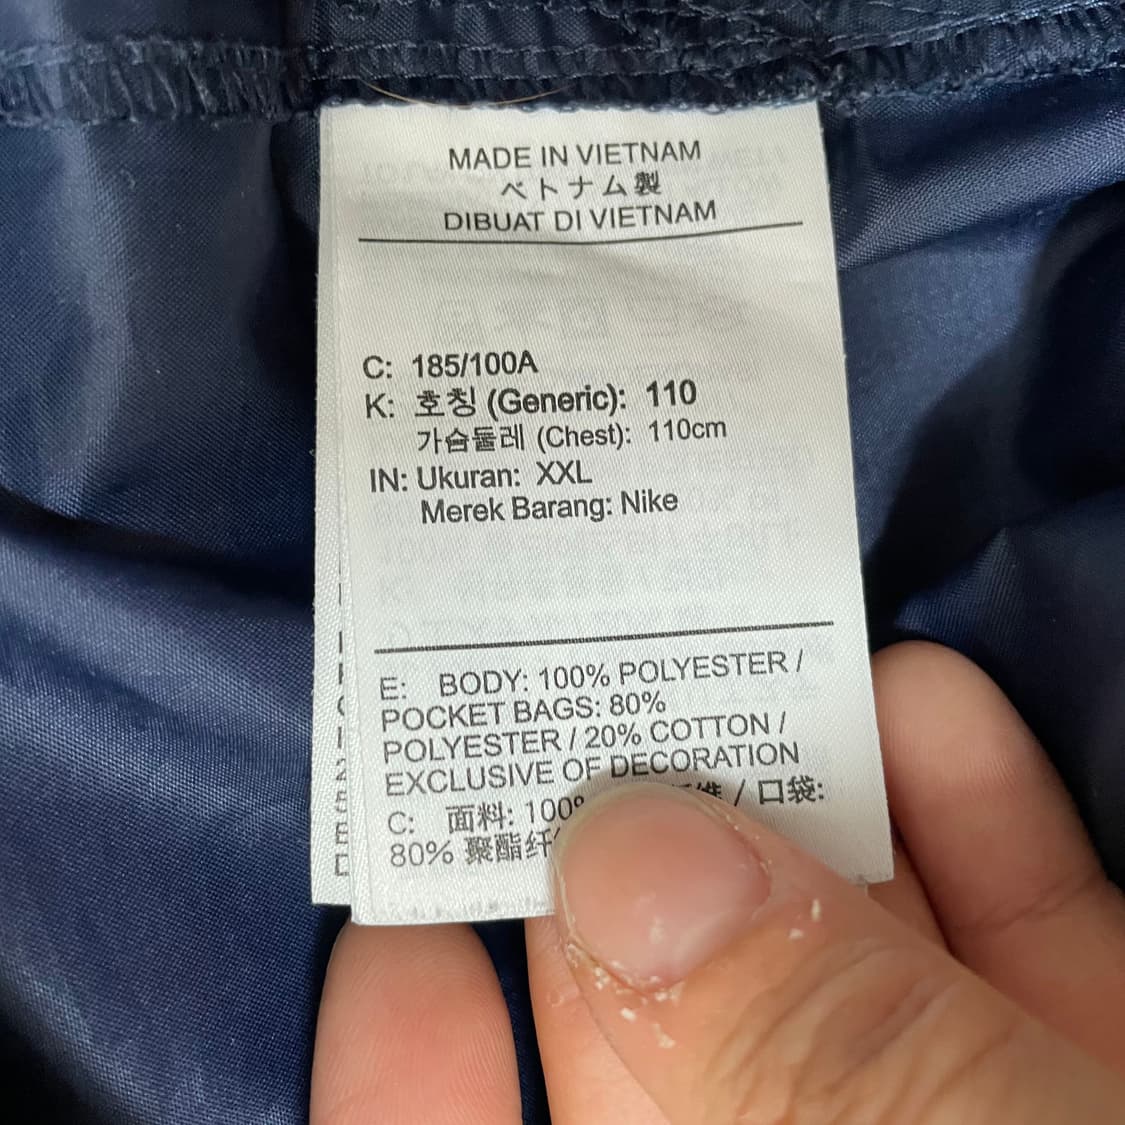 MADE IN VIETNAM
ベトナム製
DIBUAT DI VIETNAM
C: 185/100A
K: 호칭 (Generic): 110
가슴둘레 (Chest): 110cm
IN: Ukuran: XXL
Merek Barang: Nike
E: BODY: 100% POLYESTER /
POCKET BAGS: 80%
POLYESTER / 20% COTTON /
EXCLUSIVE OF DECORATION
C: 面料: 100% / 口袋:
80% 聚酯纤